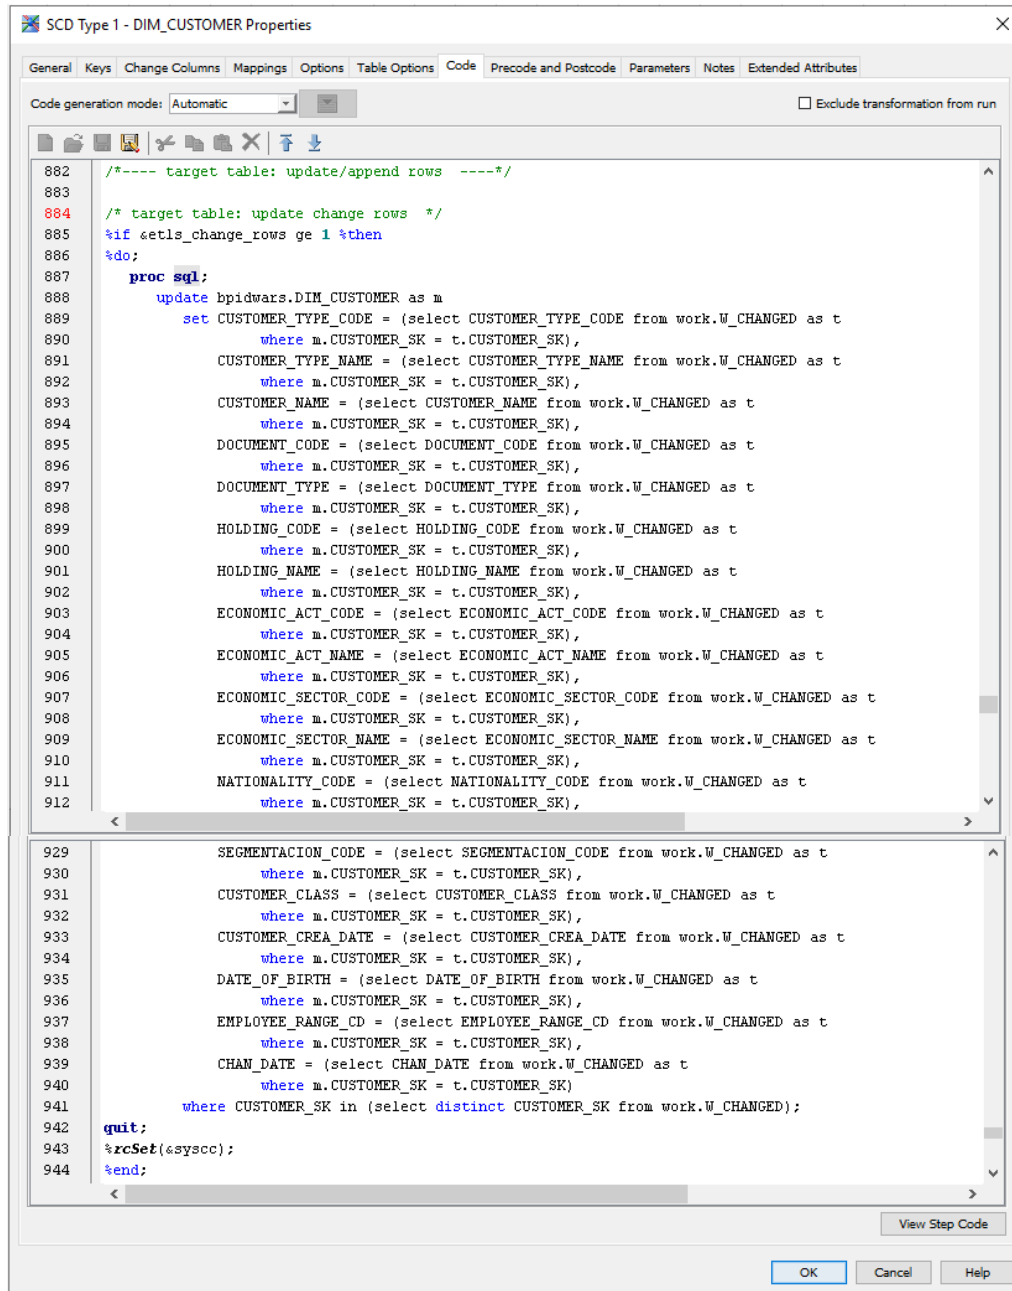 SCD Type 1 - DIM_CUSTOMER Properties
General Keys Change Columns Mappings Options Table Options Code Precode and Postcode Parameters Notes Extended Attributes
Code generation mode: Automatic Exclude transformation from run
882 /*---- target table: update/append rows ----*/
883
884 /* target table: update change rows */
885 %if &etls_change_rows ge 1 %then
886 %do;
887 proc sql;
888 update bpidwars.DIM_CUSTOMER as m
889 set CUSTOMER_TYPE_CODE = (select CUSTOMER_TYPE_CODE from work.W_CHANGED as t
890 where m.CUSTOMER_SK = t.CUSTOMER_SK),
891 CUSTOMER_TYPE_NAME = (select CUSTOMER_TYPE_NAME from work.W_CHANGED as t
892 where m.CUSTOMER_SK = t.CUSTOMER_SK),
893 CUSTOMER_NAME = (select CUSTOMER_NAME from work.W_CHANGED as t
894 where m.CUSTOMER_SK = t.CUSTOMER_SK),
895 DOCUMENT_CODE = (select DOCUMENT_CODE from work.W_CHANGED as t
896 where m.CUSTOMER_SK = t.CUSTOMER_SK),
897 DOCUMENT_TYPE = (select DOCUMENT_TYPE from work.W_CHANGED as t
898 where m.CUSTOMER_SK = t.CUSTOMER_SK),
899 HOLDING_CODE = (select HOLDING_CODE from work.W_CHANGED as t
900 where m.CUSTOMER_SK = t.CUSTOMER_SK),
901 HOLDING_NAME = (select HOLDING_NAME from work.W_CHANGED as t
902 where m.CUSTOMER_SK = t.CUSTOMER_SK),
903 ECONOMIC_ACT_CODE = (select ECONOMIC_ACT_CODE from work.W_CHANGED as t
904 where m.CUSTOMER_SK = t.CUSTOMER_SK),
905 ECONOMIC_ACT_NAME = (select ECONOMIC_ACT_NAME from work.W_CHANGED as t
906 where m.CUSTOMER_SK = t.CUSTOMER_SK),
907 ECONOMIC_SECTOR_CODE = (select ECONOMIC_SECTOR_CODE from work.W_CHANGED as t
908 where m.CUSTOMER_SK = t.CUSTOMER_SK),
909 ECONOMIC_SECTOR_NAME = (select ECONOMIC_SECTOR_NAME from work.W_CHANGED as t
910 where m.CUSTOMER_SK = t.CUSTOMER_SK),
911 NATIONALITY_CODE = (select NATIONALITY_CODE from work.W_CHANGED as t
912 where m.CUSTOMER_SK = t.CUSTOMER_SK),
929 SEGMENTACION_CODE = (select SEGMENTACION_CODE from work.W_CHANGED as t
930 where m.CUSTOMER_SK = t.CUSTOMER_SK),
931 CUSTOMER_CLASS = (select CUSTOMER_CLASS from work.W_CHANGED as t
932 where m.CUSTOMER_SK = t.CUSTOMER_SK),
933 CUSTOMER_CREA_DATE = (select CUSTOMER_CREA_DATE from work.W_CHANGED as t
934 where m.CUSTOMER_SK = t.CUSTOMER_SK),
935 DATE_OF_BIRTH = (select DATE_OF_BIRTH from work.W_CHANGED as t
936 where m.CUSTOMER_SK = t.CUSTOMER_SK),
937 EMPLOYEE_RANGE_CD = (select EMPLOYEE_RANGE_CD from work.W_CHANGED as t
938 where m.CUSTOMER_SK = t.CUSTOMER_SK),
939 CHAN_DATE = (select CHAN_DATE from work.W_CHANGED as t
940 where m.CUSTOMER_SK = t.CUSTOMER_SK)
941 where CUSTOMER_SK in (select distinct CUSTOMER_SK from work.W_CHANGED);
942 quit;
943 %rcSet(&syscc);
944 %end;
View Step Code
OK Cancel Help